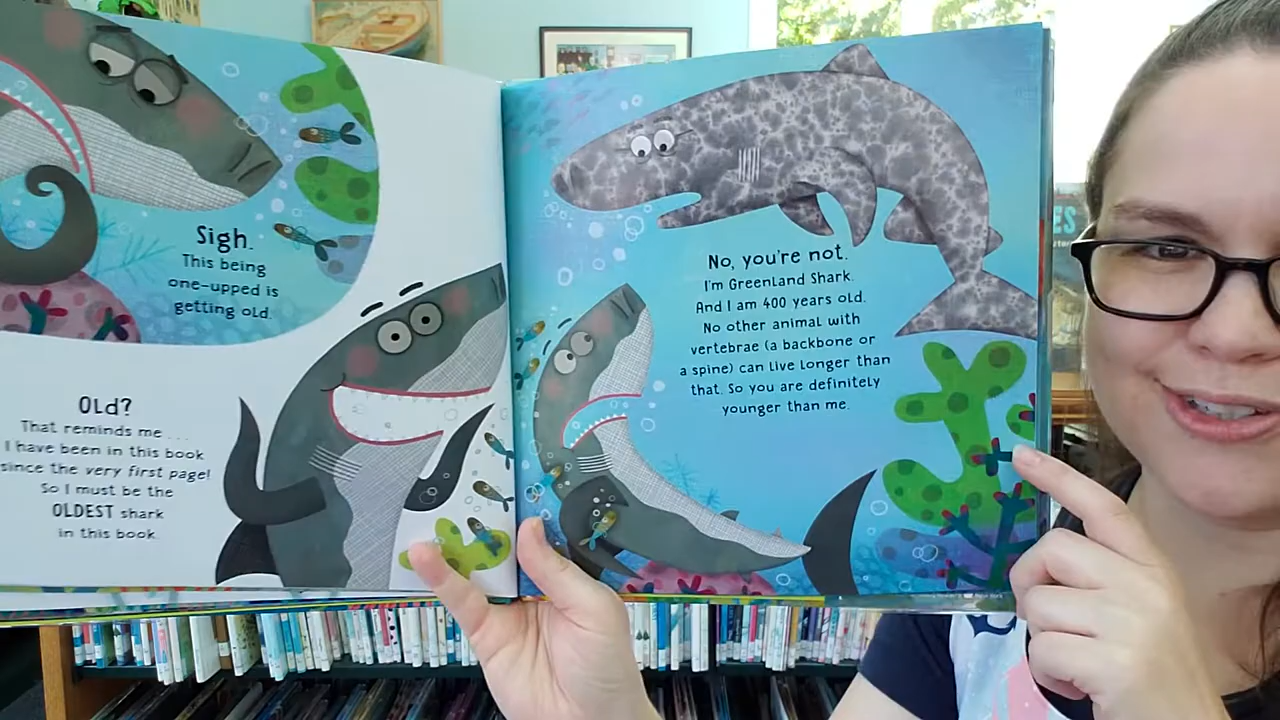 Sigh.
This being
one-upped is
getting old.
OLd?
That reminds me . . .
I have been in this book
since the very first page!
So I must be the
OLDEST shark
in this book.
No, you're not.
I'm GreenLand Shark.
And I am 400 years old.
No other animal with
vertebrae (a backbone or
a spine) can live longer than
that. So you are definitely
younger than me.